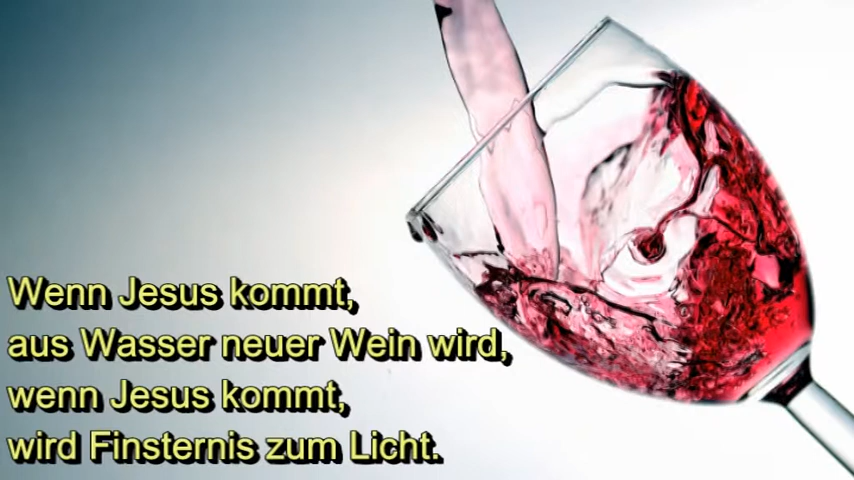 Wenn Jesus kommt,
aus Wasser neuer Wein wird,
wenn Jesus kommt,
wird Finsternis zum Licht.